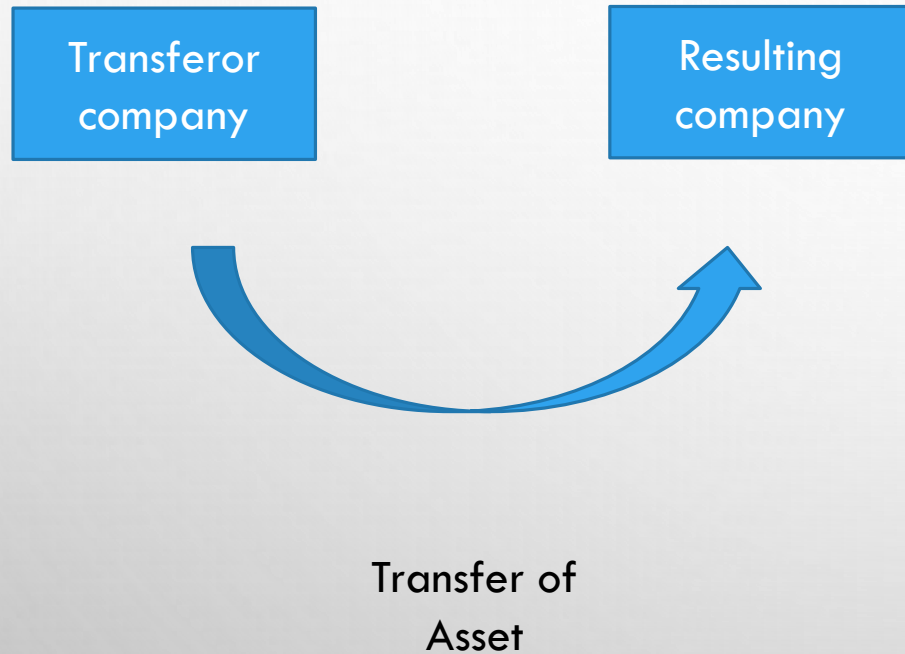 Transferor
company
Resulting
company
Transfer of
Asset